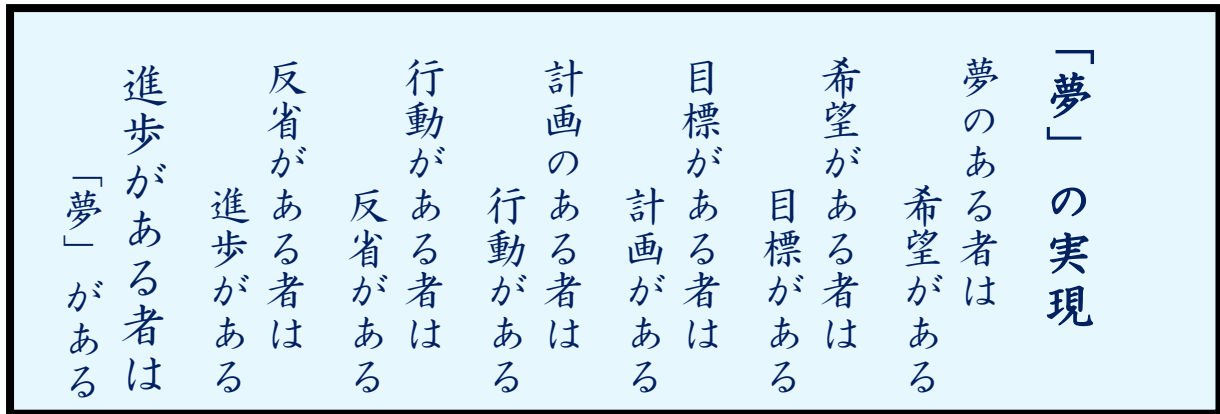 「夢」の実現
夢のある者は
希望がある
希望がある者は
目標がある
目標がある者は
計画がある
計画のある者は
行動がある
行動がある者は
反省がある
反省がある者は
進歩がある
進歩がある者は
「夢」がある